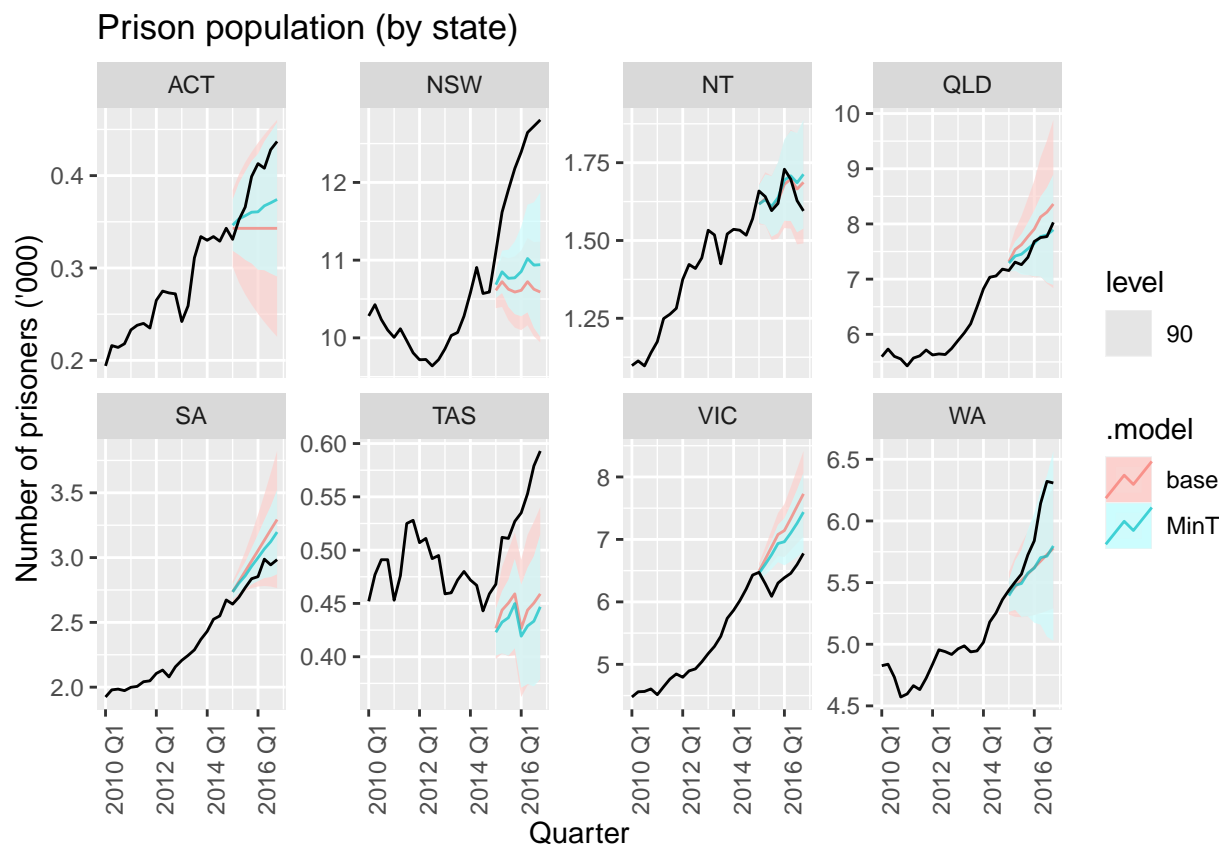 Prison population (by state)
ACT
NSW
NT
QLD
0.4
0.3
0.2
12
11
10
1.75
1.50
1.25
10
9
8
7
6
SA
TAS
VIC
WA
3.5
3.0
2.5
2.0
0.60
0.55
0.50
0.45
0.40
8
7
6
5
6.5
6.0
5.5
5.0
4.5
2010 Q1
2012 Q1
2014 Q1
2016 Q1
2010 Q1
2012 Q1
2014 Q1
2016 Q1
2010 Q1
2012 Q1
2014 Q1
2016 Q1
2010 Q1
2012 Q1
2014 Q1
2016 Q1
Quarter
Number of prisoners ('000)
level
90
.model
base
MinT